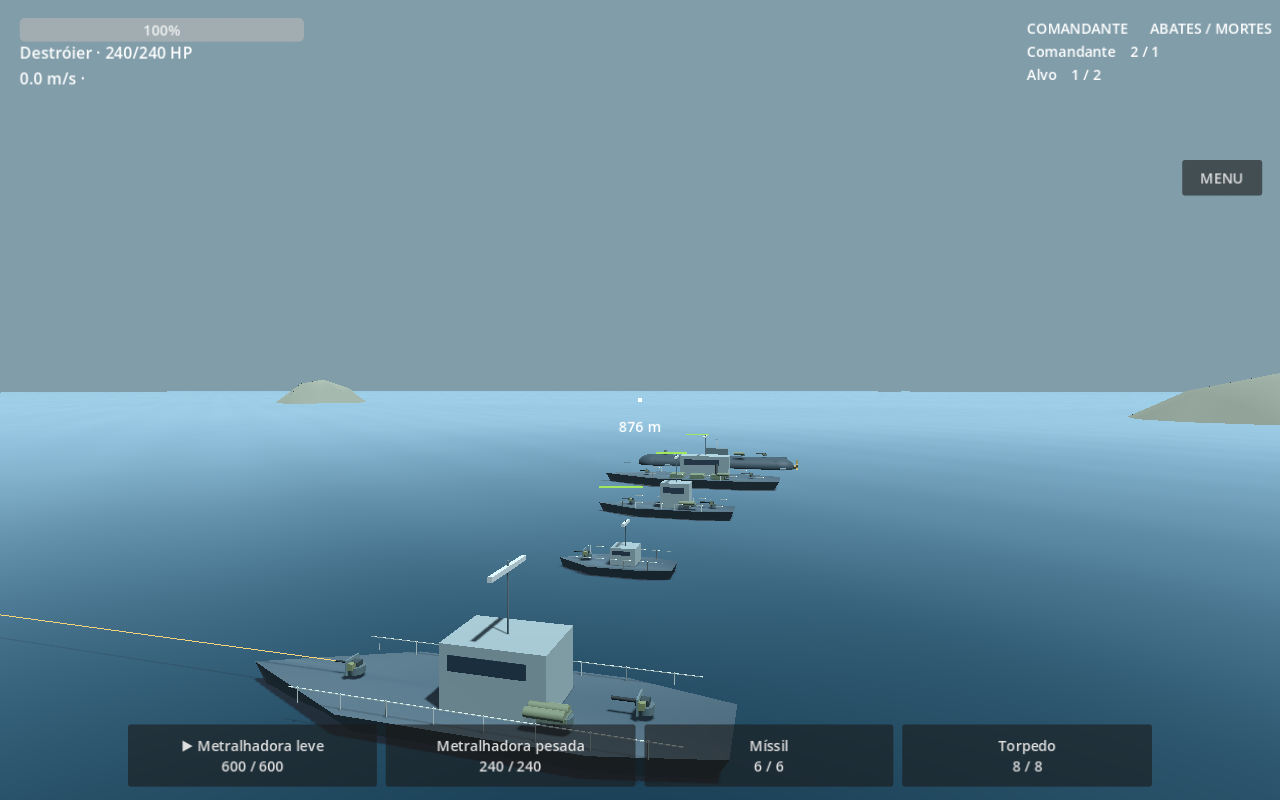 100%
Destróier · 240/240 HP
0.0 m/s ·
COMANDANTE ABATES / MORTES
Comandante 2 / 1
Alvo 1 / 2
MENU
876 m
▶ Metralhadora leve
600 / 600
Metralhadora pesada
240 / 240
Míssil
6 / 6
Torpedo
8 / 8